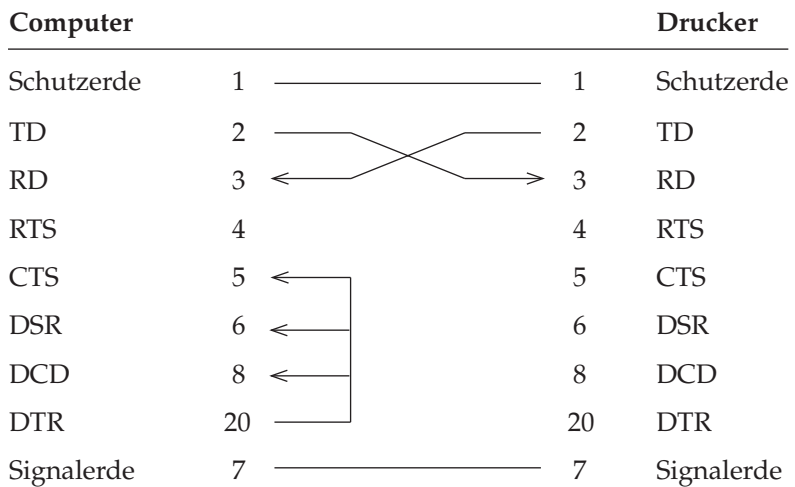 Computer Drucker
Schutzerde 1 1 Schutzerde
TD 2 2 TD
RD 3 3 RD
RTS 4 4 RTS
CTS 5 5 CTS
DSR 6 6 DSR
DCD 8 8 DCD
DTR 20 20 DTR
Signalerde 7 7 Signalerde